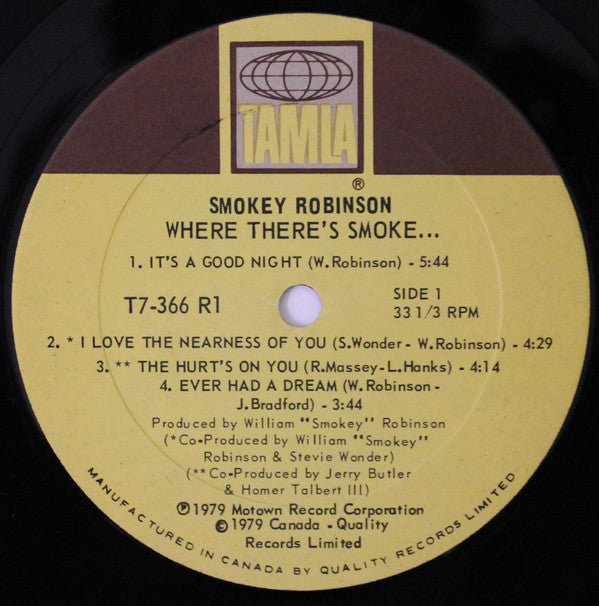 TAMLA
®
SMOKEY ROBINSON
WHERE THERE'S SMOKE...
1. IT'S A GOOD NIGHT (W. Robinson) - 5:44
T7-366 R1
SIDE 1
33 1/3 RPM
2. * I LOVE THE NEARNESS OF YOU (S.Wonder - W. Robinson) - 4:29
3. ** THE HURT'S ON YOU (R.Massey-L.Hanks) - 4:14
4. EVER HAD A DREAM (W. Robinson -
J.Bradford) - 3:44
Produced by William "Smokey" Robinson
(*Co-Produced by William "Smokey"
Robinson & Stevie Wonder)
(**Co-Produced by Jerry Butler
& Homer Talbert III)
℗1979 Motown Record Corporation
©1979 Canada - Quality
Records Limited
MANUFACTURED IN CANADA BY QUALITY RECORDS LIMITED